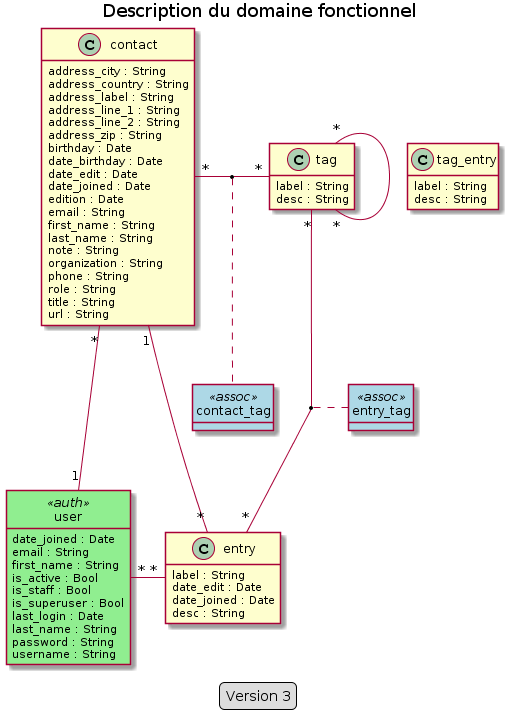 Description du domaine fonctionnel
C contact
address_city : String
address_country : String
address_label : String
address_line_1 : String
address_line_2 : String
address_zip : String
birthday : Date
date_birthday : Date
date_edit : Date
date_joined : Date
edition : Date
email : String
first_name : String
last_name : String
note : String
organization : String
phone : String
role : String
title : String
url : String
* *
*
C tag
label : String
desc : String
*
*
C tag_entry
label : String
desc : String
* 1
«assoc»
contact_tag
«assoc»
entry_tag
1
* *
«auth»
user
date_joined : Date
email : String
first_name : String
is_active : Bool
is_staff : Bool
is_superuser : Bool
last_login : Date
last_name : String
password : String
username : String
* *
C entry
label : String
date_edit : Date
date_joined : Date
desc : String
Version 3